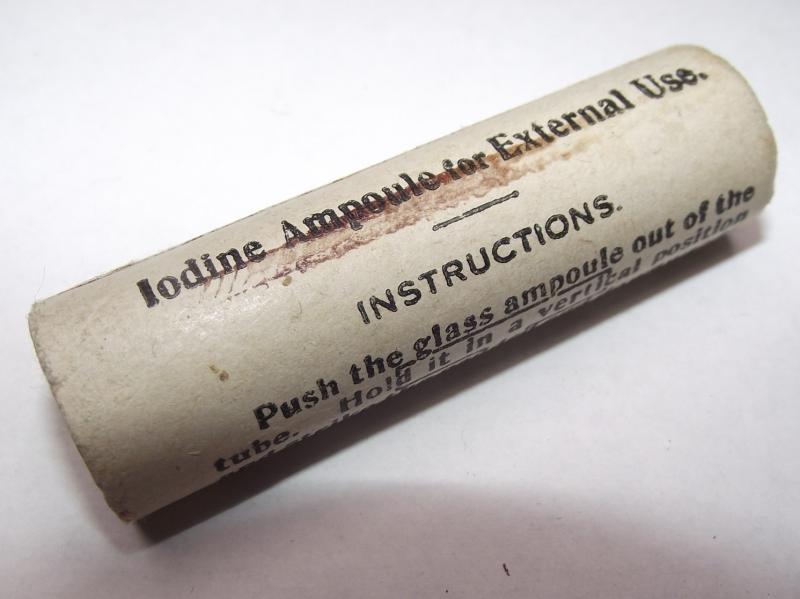 Iodine Ampoule for External Use.
INSTRUCTIONS.
Push the glass ampoule out of the
tube. Hold it in a vertical position